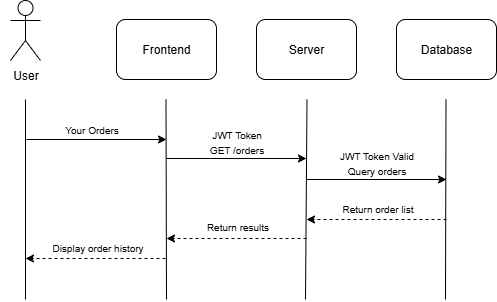 User
Frontend
Server
Database
Your Orders
JWT Token
GET /orders
JWT Token Valid
Query orders
Return order list
Return results
Display order history